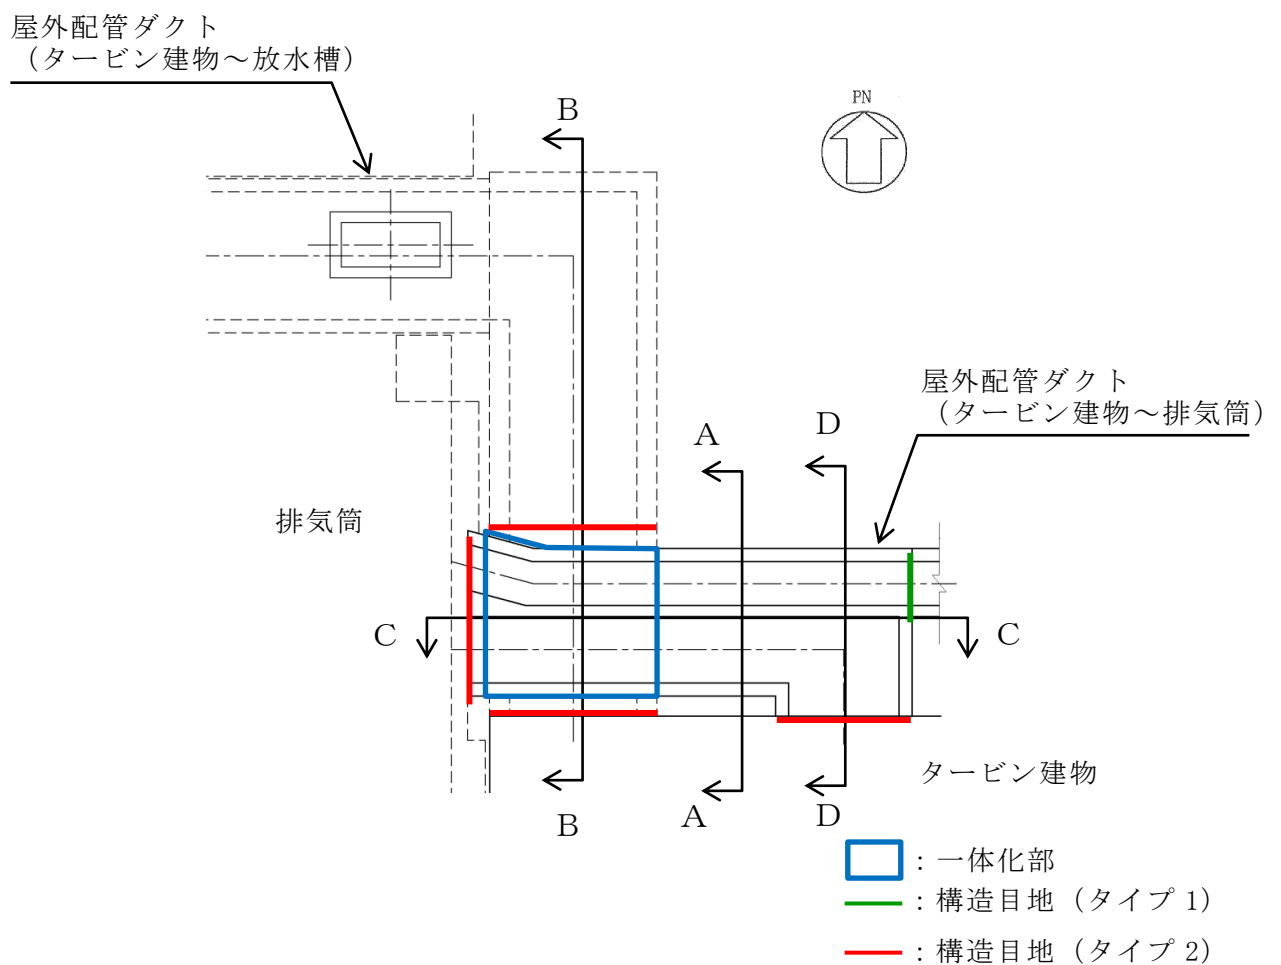 屋外配管ダクト
（タービン建物～放水槽）
B
PN
屋外配管ダクト
（タービン建物～排気筒）
A
D
排気筒
C
C
タービン建物
B
A
D
：一体化部
：構造目地（タイプ 1）
：構造目地（タイプ 2）